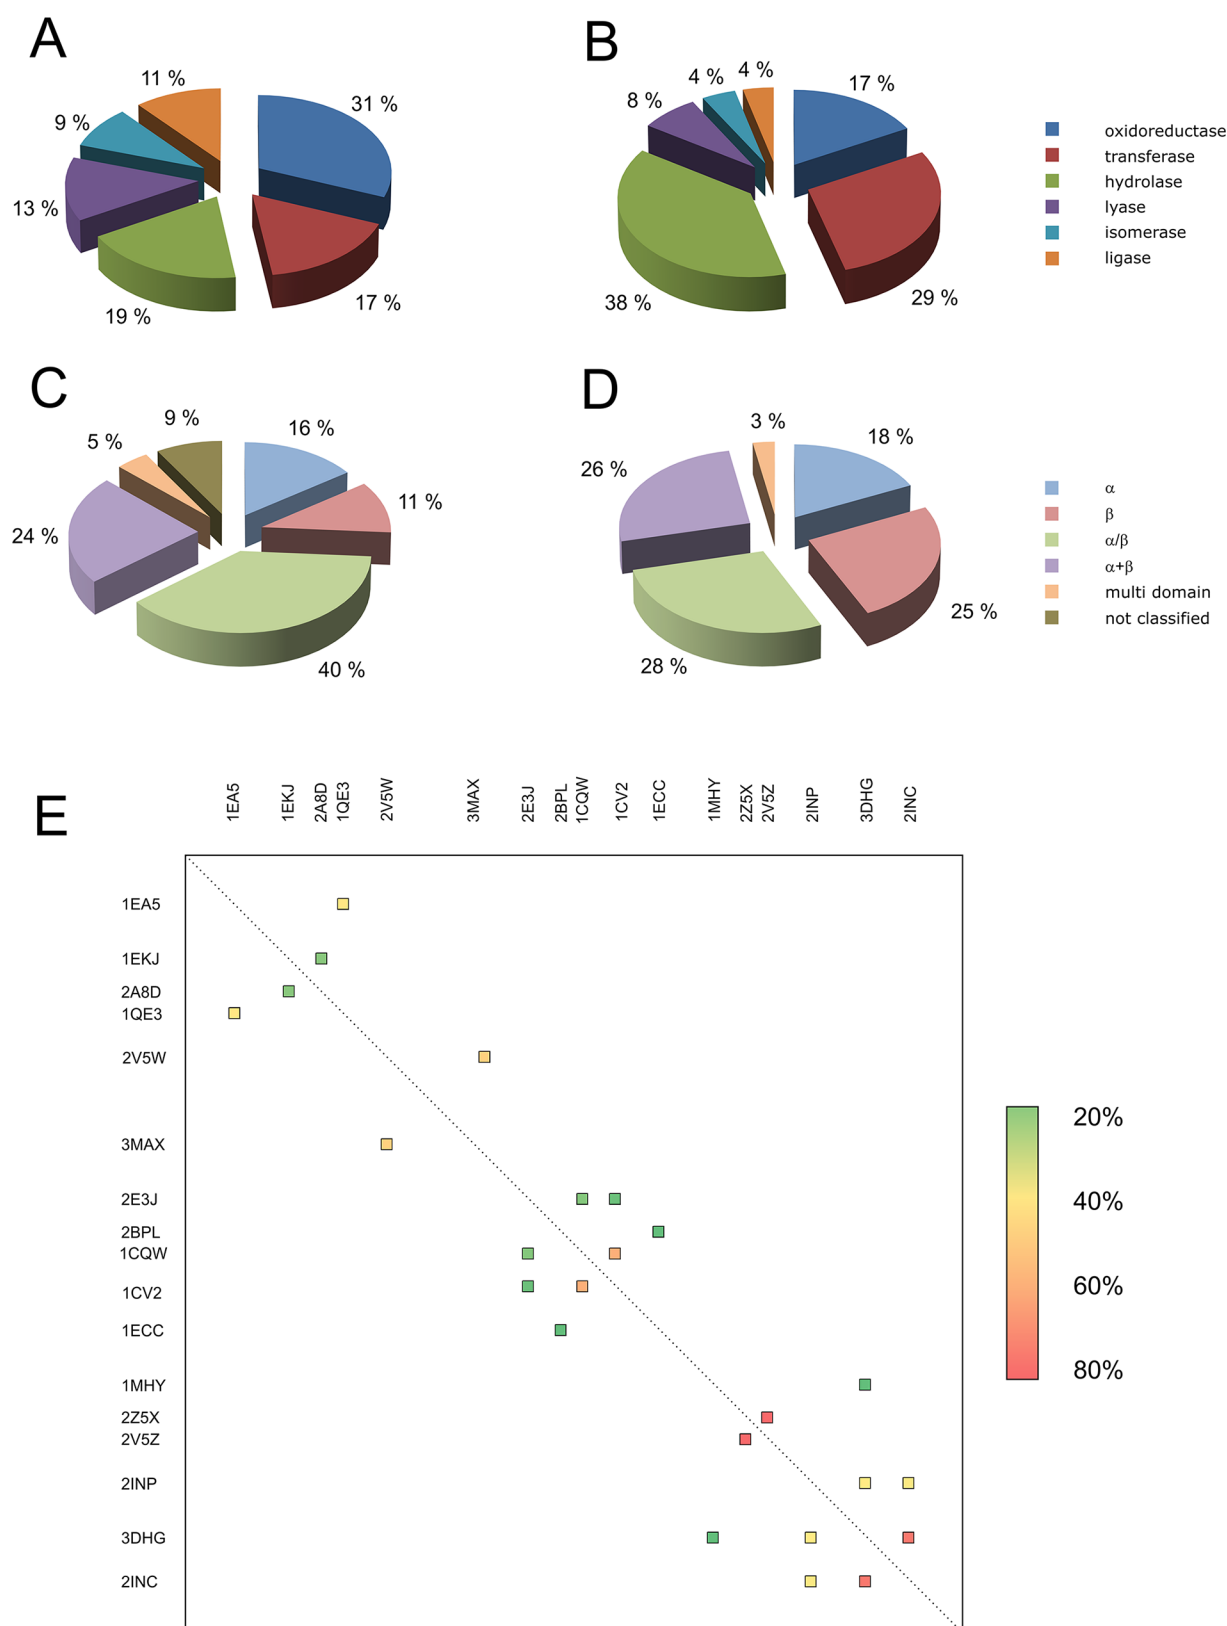 A
11 %
31 %
9 %
13 %
19 %
17 %
B
4 %
4 %
17 %
8 %
38 %
29 %
oxidoreductase
transferase
hydrolase
lyase
isomerase
ligase
C
9 %
16 %
5 %
11 %
24 %
40 %
D
3 %
18 %
26 %
25 %
28 %
α
β
α/β
α+β
multi domain
not classified
E
1EA5
1EKJ
2A8D
1QE3
2V5W
3MAX
2E3J
2BPL
1CQW
1CV2
1ECC
1MHY
2Z5X
2V5Z
2INP
3DHG
2INC
1EA5
1EKJ
2A8D
1QE3
2V5W
3MAX
2E3J
2BPL
1CQW
1CV2
1ECC
1MHY
2Z5X
2V5Z
2INP
3DHG
2INC
20%
40%
60%
80%